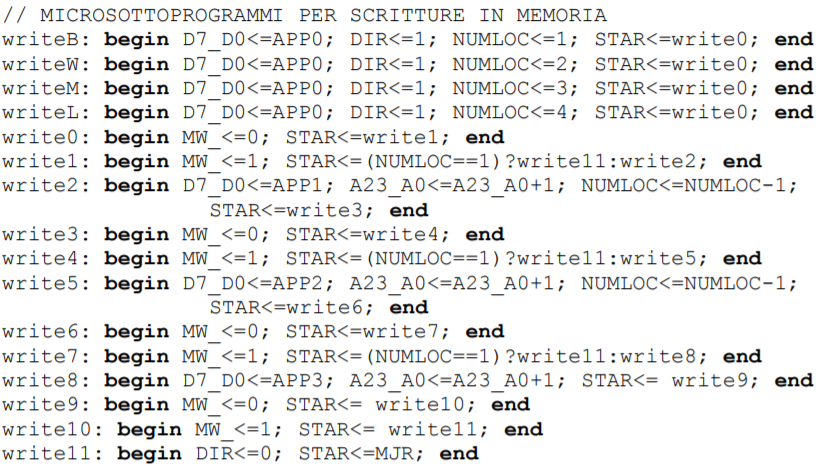 // MICROSOTTOPROGRAMMI PER SCRITTURE IN MEMORIA
writeB: begin D7_D0<=APP0; DIR<=1; NUMLOC<=1; STAR<=write0; end
writeW: begin D7_D0<=APP0; DIR<=1; NUMLOC<=2; STAR<=write0; end
writeM: begin D7_D0<=APP0; DIR<=1; NUMLOC<=3; STAR<=write0; end
writeL: begin D7_D0<=APP0; DIR<=1; NUMLOC<=4; STAR<=write0; end
write0: begin MW_<=0; STAR<=write1; end
write1: begin MW_<=1; STAR<=(NUMLOC==1)?write11:write2; end
write2: begin D7_D0<=APP1; A23_A0<=A23_A0+1; NUMLOC<=NUMLOC-1;
STAR<=write3; end
write3: begin MW_<=0; STAR<=write4; end
write4: begin MW_<=1; STAR<=(NUMLOC==1)?write11:write5; end
write5: begin D7_D0<=APP2; A23_A0<=A23_A0+1; NUMLOC<=NUMLOC-1;
STAR<=write6; end
write6: begin MW_<=0; STAR<=write7; end
write7: begin MW_<=1; STAR<=(NUMLOC==1)?write11:write8; end
write8: begin D7_D0<=APP3; A23_A0<=A23_A0+1; STAR<= write9; end
write9: begin MW_<=0; STAR<= write10; end
write10: begin MW_<=1; STAR<= write11; end
write11: begin DIR<=0; STAR<=MJR; end